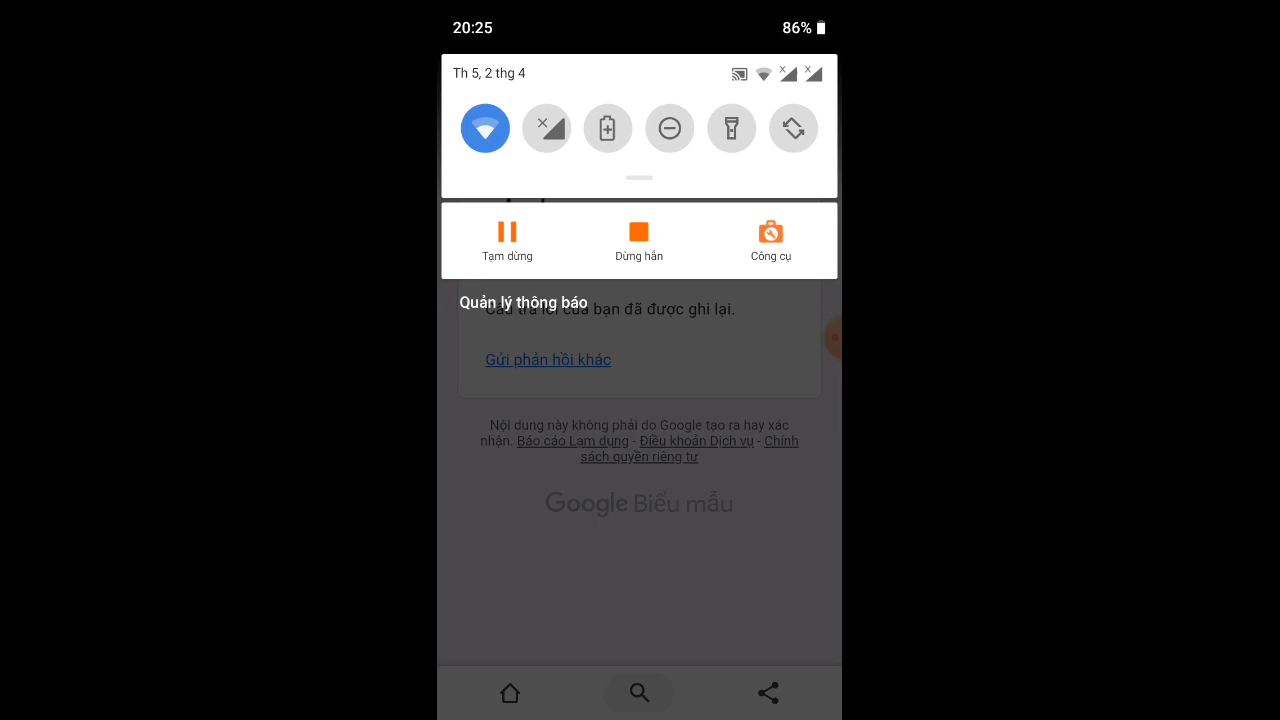 20:25
86%
Th 5, 2 thg 4
Tạm dừng
Dừng hẳn
Công cụ
Quản lý thông báo
Câu trả lời của bạn đã được ghi lại.
Gửi phản hồi khác
Nội dung này không phải do Google tạo ra hay xác
nhận. Báo cáo Lạm dụng - Điều khoản Dịch vụ - Chính
sách quyền riêng tư
Google Biểu mẫu